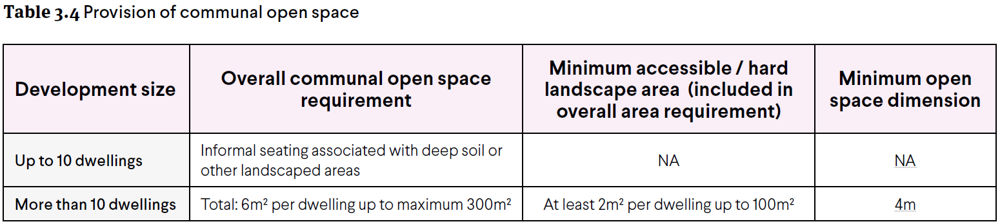 Table 3.4 Provision of communal open space
Development size
Overall communal open space
requirement
Minimum accessible / hard
landscape area (included in
overall area requirement)
Minimum open
space dimension
Up to 10 dwellings
Informal seating associated with deep soil or
other landscaped areas
NA
NA
More than 10 dwellings
Total: 6m² per dwelling up to maximum 300m²
At least 2m² per dwelling up to 100m²
4m